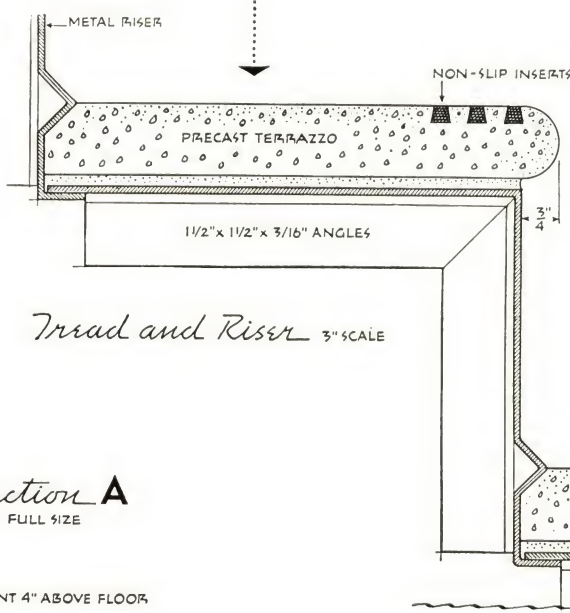 METAL RISER
NON-SLIP INSERTS
PRECAST TERRAZZO
3"
4
1 1/2" x 1 1/2" x 3/16" ANGLES
Tread and Riser 3" SCALE
ction A
FULL SIZE
NT 4" ABOVE FLOOR